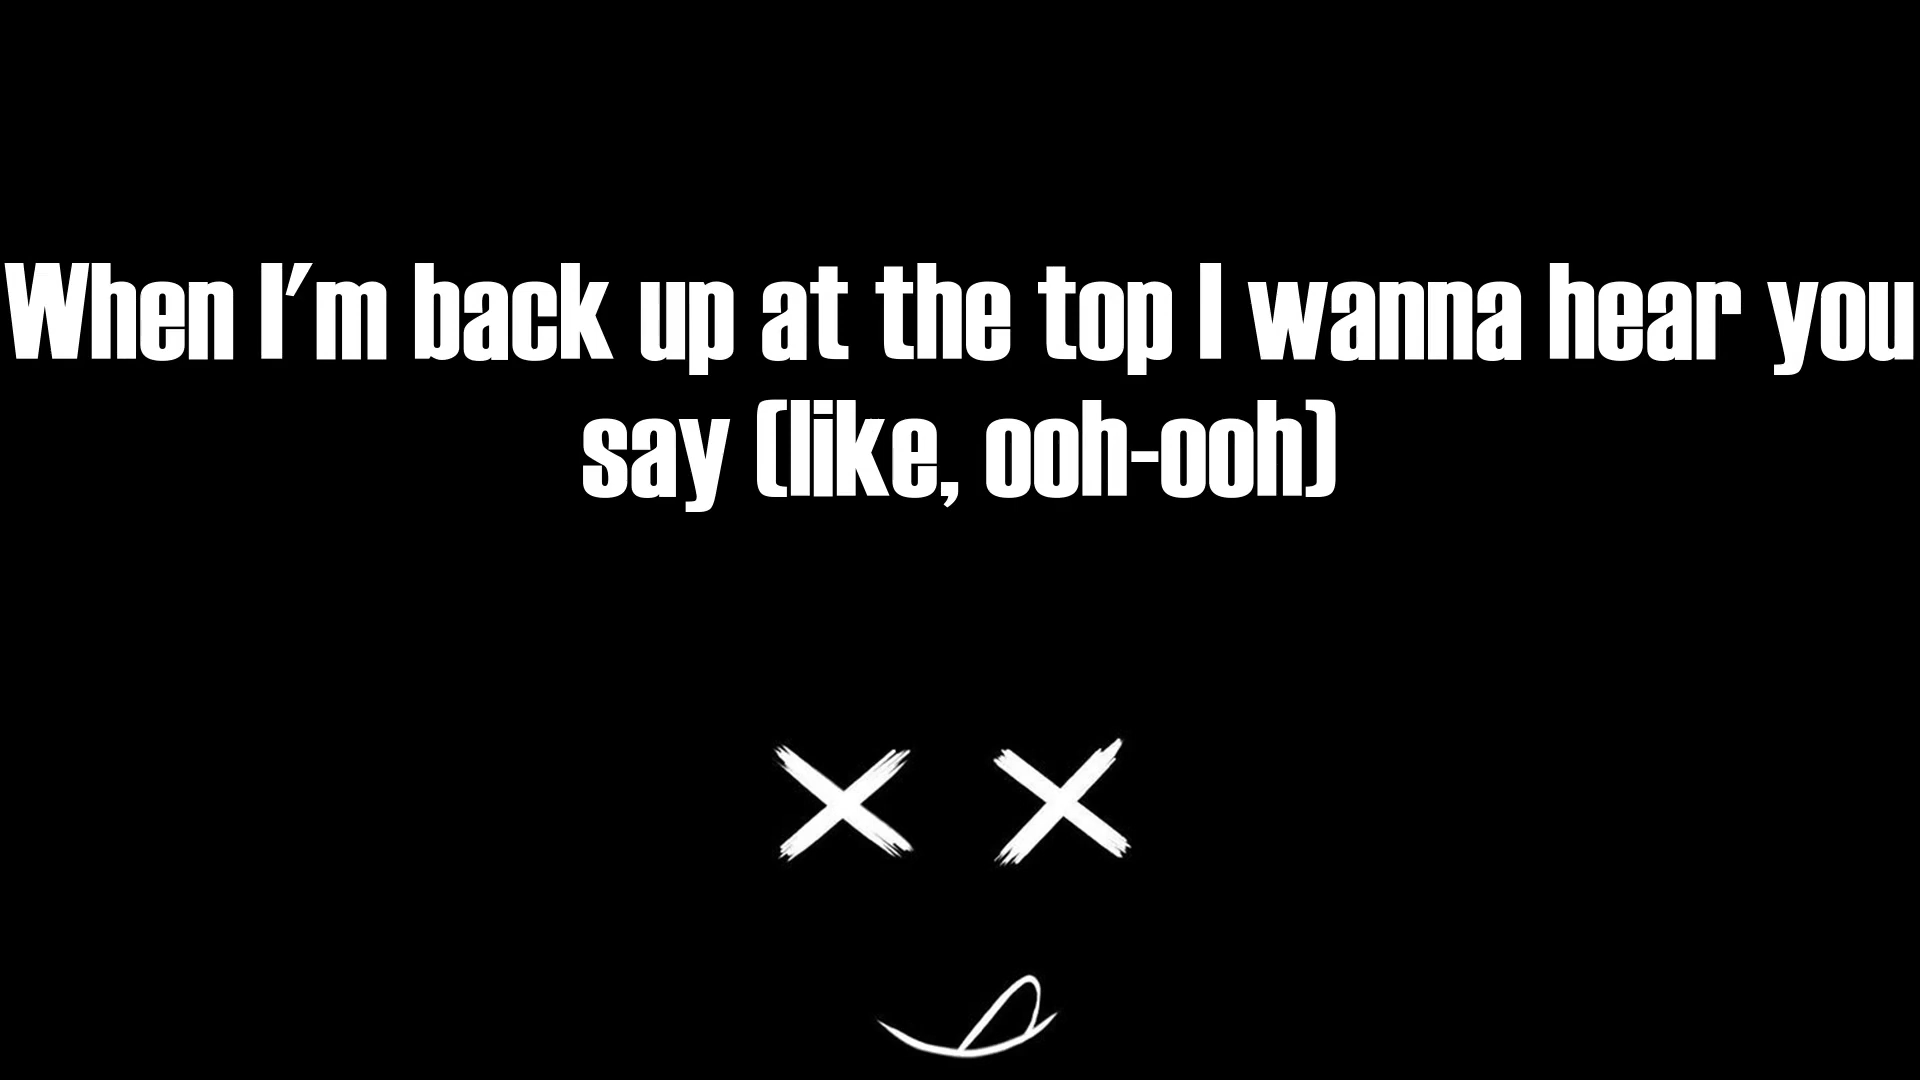 When I'm back up at the top I wanna hear you
say (like, ooh-ooh)